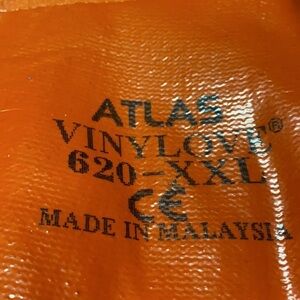 ATLAS
VINYLOVE®
620-XXL
CE
MADE IN MALAYSIA